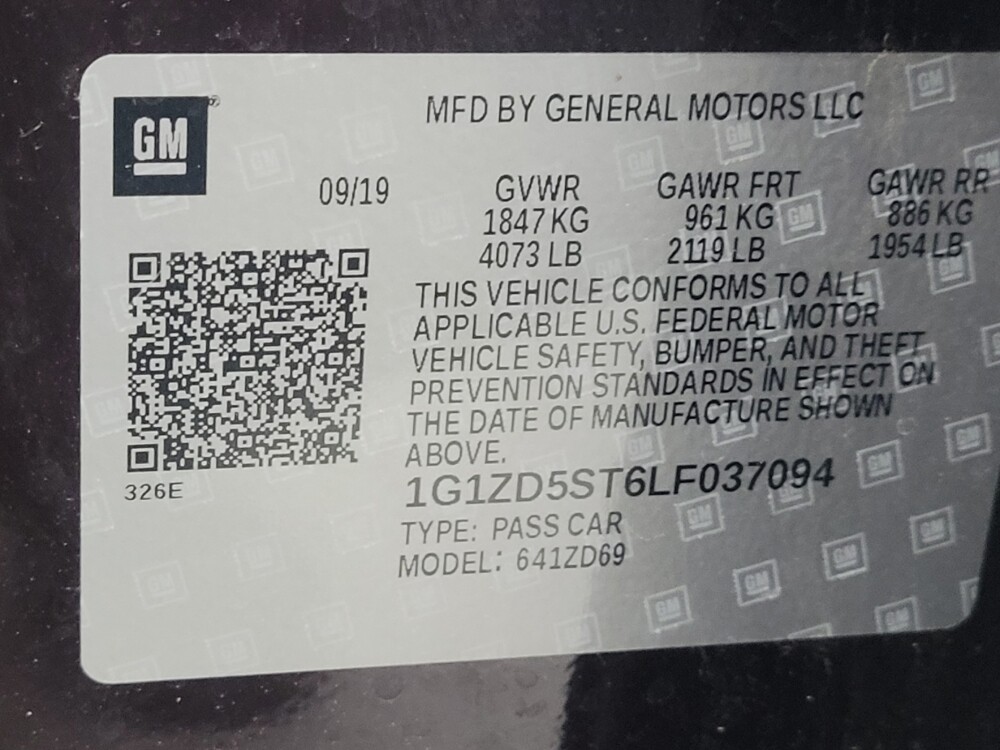 GM
MFD BY GENERAL MOTORS LLC
09/19
GVWR GAWR FRT GAWR RR
1847 KG 961 KG 886 KG
4073 LB 2119 LB 1954 LB
THIS VEHICLE CONFORMS TO ALL
APPLICABLE U.S. FEDERAL MOTOR
VEHICLE SAFETY, BUMPER, AND THEFT
PREVENTION STANDARDS IN EFFECT ON
THE DATE OF MANUFACTURE SHOWN
ABOVE.
326E
1G1ZD5ST6LF037094
TYPE: PASS CAR
MODEL: 641ZD69